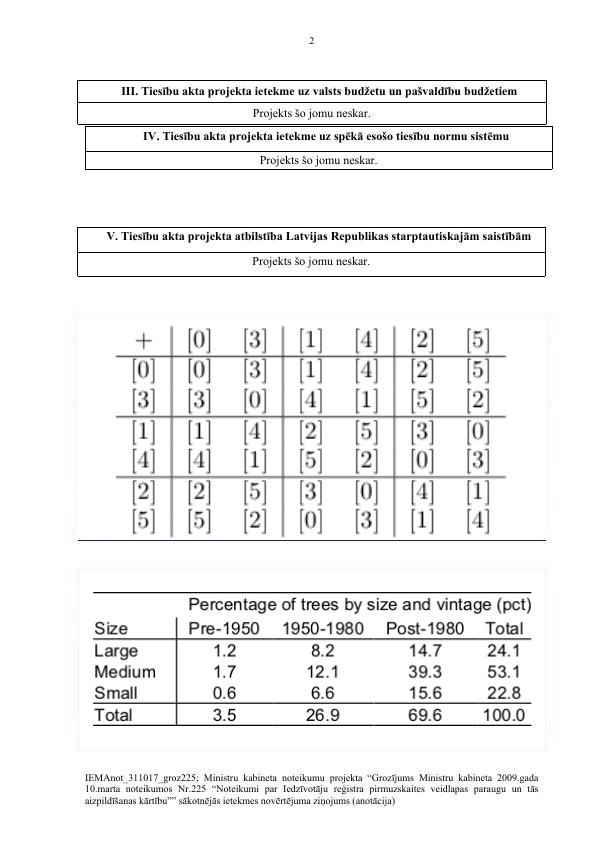 2
III. Tiesību akta projekta ietekme uz valsts budžetu un pašvaldību budžetiem
Projekts šo jomu neskar.
IV. Tiesību akta projekta ietekme uz spēkā esošo tiesību normu sistēmu
Projekts šo jomu neskar.
V. Tiesību akta projekta atbilstība Latvijas Republikas starptautiskajām saistībām
Projekts šo jomu neskar.
+ [0] [3] [1] [4] [2] [5]
[0] [0] [3] [1] [4] [2] [5]
[3] [3] [0] [4] [1] [5] [2]
[1] [1] [4] [2] [5] [3] [0]
[4] [4] [1] [5] [2] [0] [3]
[2] [2] [5] [3] [0] [4] [1]
[5] [5] [2] [0] [3] [1] [4]
Percentage of trees by size and vintage (pct)
Size Pre-1950 1950-1980 Post-1980 Total
Large 1.2 8.2 14.7 24.1
Medium 1.7 12.1 39.3 53.1
Small 0.6 6.6 15.6 22.8
Total 3.5 26.9 69.6 100.0
IEMAnot_311017_groz225; Ministru kabineta noteikumu projekta “Grozījums Ministru kabineta 2009.gada
10.marta noteikumos Nr.225 “Noteikumi par Iedzīvotāju reģistra pirmuzskaites veidlapas paraugu un tās
aizpildīšanas kārtību”” sākotnējās ietekmes novērtējuma ziņojums (anotācija)